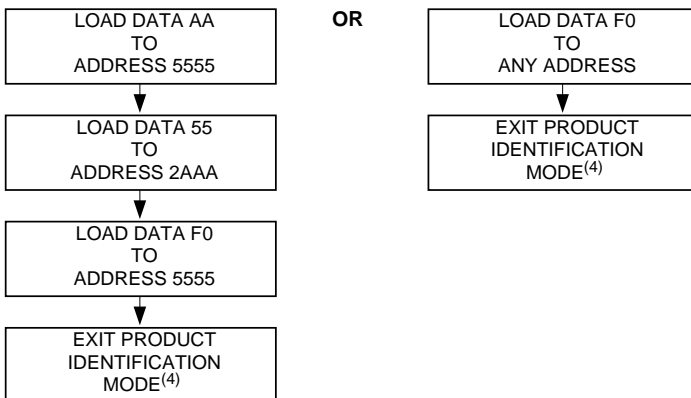 LOAD DATA AA
TO
ADDRESS 5555
LOAD DATA 55
TO
ADDRESS 2AAA
LOAD DATA F0
TO
ADDRESS 5555
EXIT PRODUCT
IDENTIFICATION
MODE(4)
OR
LOAD DATA F0
TO
ANY ADDRESS
EXIT PRODUCT
IDENTIFICATION
MODE(4)